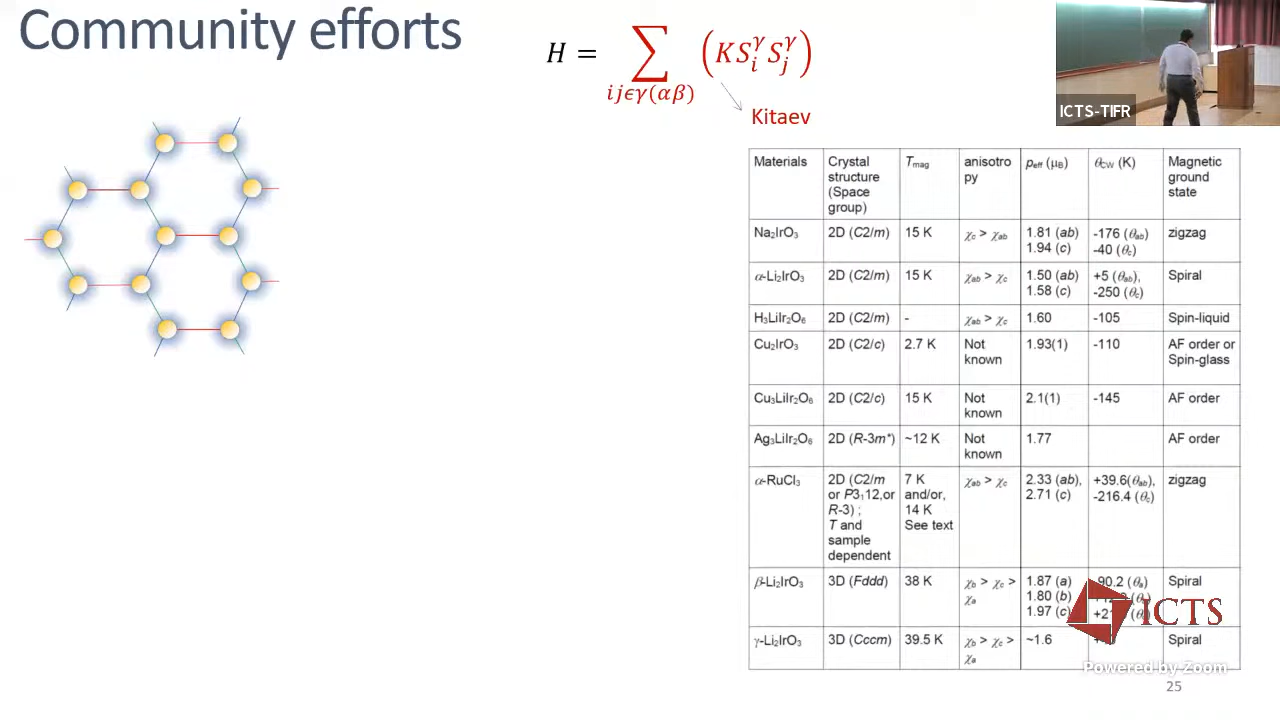 Community efforts
H = ∑ (K S_i^γ S_j^γ)
ijϵγ(αβ)
Kitaev
ICTS-TIFR
Materials | Crystal structure (Space group) | T_mag | anisotropy | p_eff (μ_B) | θ_CW (K) | Magnetic ground state
Na₂IrO₃ | 2D (C2/m) | 15 K | χ_c > χ_ab | 1.81 (ab) 1.94 (c) | -176 (θ_ab) -40 (θ_c) | zigzag
α-Li₂IrO₃ | 2D (C2/m) | 15 K | χ_ab > χ_c | 1.50 (ab) 1.58 (c) | +5 (θ_ab), -250 (θ_c) | Spiral
H₃LiIr₂O₆ | 2D (C2/m) | - | χ_ab > χ_c | 1.60 | -105 | Spin-liquid
Cu₂IrO₃ | 2D (C2/c) | 2.7 K | Not known | 1.93(1) | -110 | AF order or Spin-glass
Cu₃LiIr₂O₆ | 2D (C2/c) | 15 K | Not known | 2.1(1) | -145 | AF order
Ag₃LiIr₂O₆ | 2D (R-3m*) | ~12 K | Not known | 1.77 | | AF order
α-RuCl₃ | 2D (C2/m or P3₁12,or R-3) ; T and sample dependent | 7 K and/or, 14 K See text | χ_ab > χ_c | 2.33 (ab), 2.71 (c) | +39.6(θ_ab), -216.4 (θ_c) | zigzag
β-Li₂IrO₃ | 3D (Fddd) | 38 K | χ_b > χ_c > χ_a | 1.87 (a) 1.80 (b) 1.97 (c) | -90.2 (θ_a) | Spiral
γ-Li₂IrO₃ | 3D (Cccm) | 39.5 K | χ_b > χ_c > χ_a | ~1.6 | | Spiral
ICTS
Powered by Zoom
25